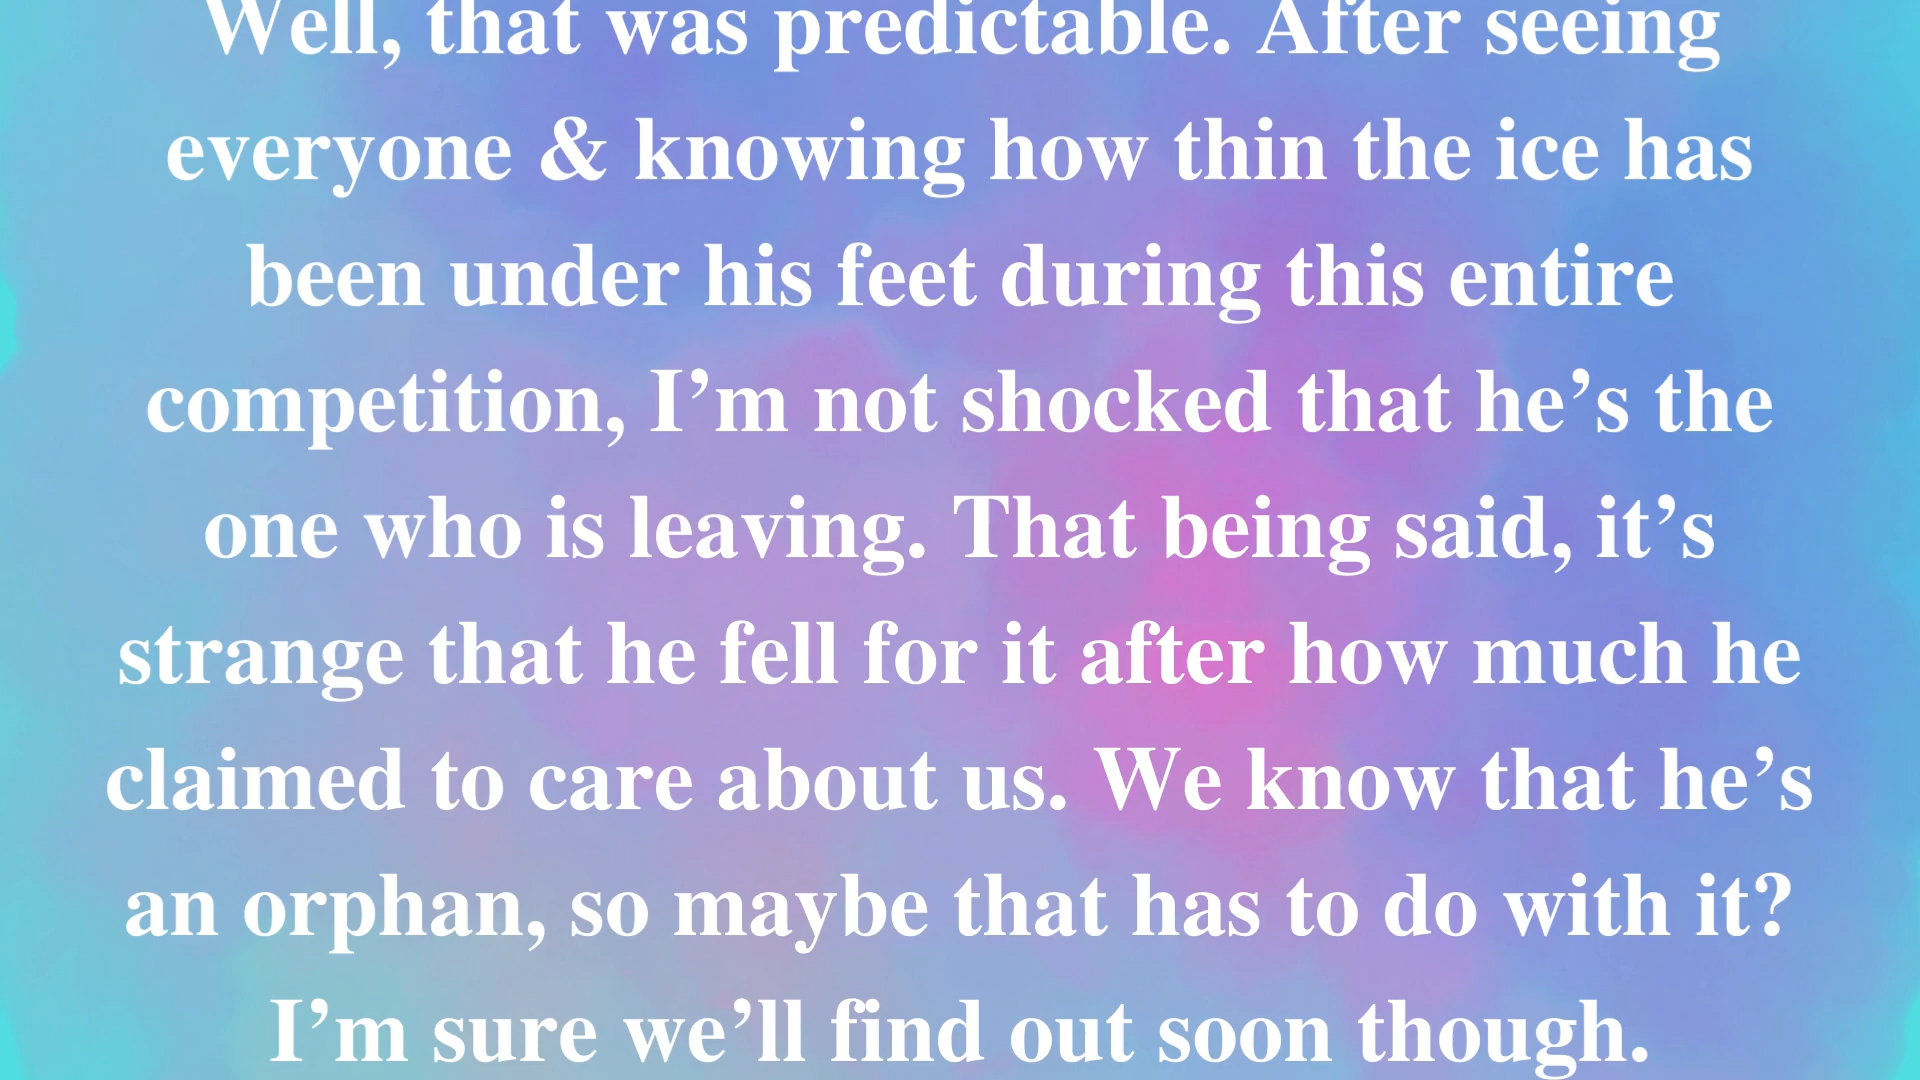 Well, that was predictable. After seeing
everyone & knowing how thin the ice has
been under his feet during this entire
competition, I’m not shocked that he’s the
one who is leaving. That being said, it’s
strange that he fell for it after how much he
claimed to care about us. We know that he’s
an orphan, so maybe that has to do with it?
I’m sure we’ll find out soon though.